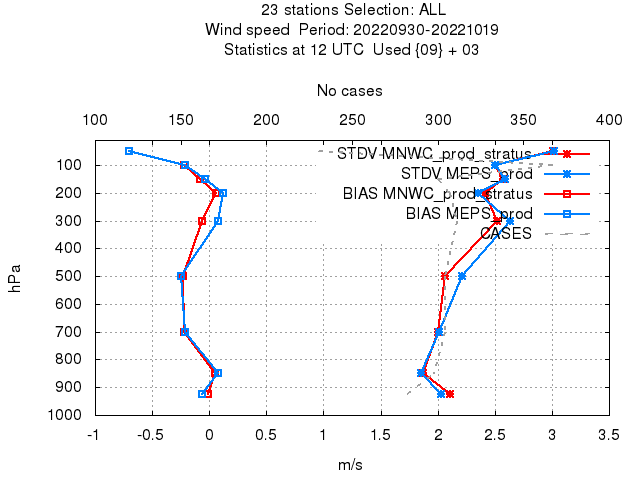 23 stations Selection: ALL
Wind speed  Period: 20220930-20221019
Statistics at 12 UTC  Used {09} + 03
No cases
100 150 200 250 300 350 400
STDV MNWC_prod_stratus
STDV MEPS_prod
BIAS MNWC_prod_stratus
BIAS MEPS_prod
CASES
hPa
100
200
300
400
500
600
700
800
900
1000
-1 -0.5 0 0.5 1 1.5 2 2.5 3 3.5
m/s